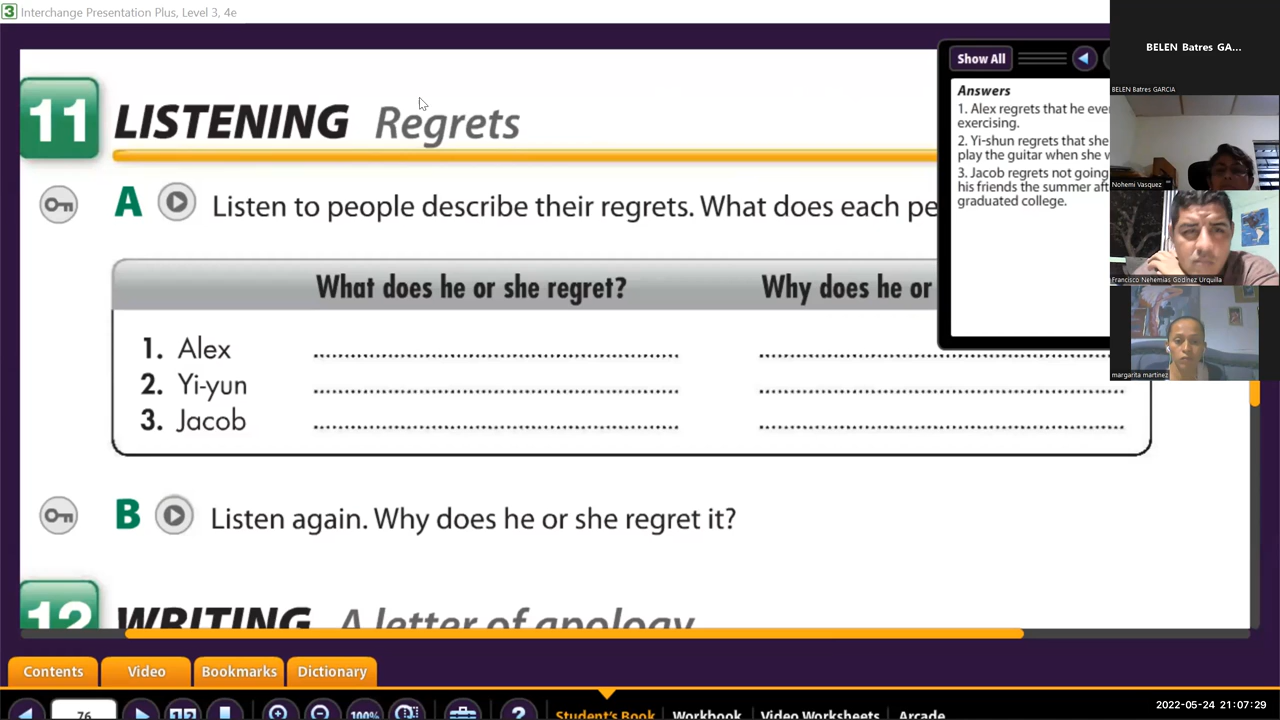 3 Interchange Presentation Plus, Level 3, 4e
BELEN Batres GA...
BELEN Batres GARCIA
Nohemi Vasquez
Francisco Nehemias Godinez Urquilla
margarita martinez
Show All
Answers
1. Alex regrets that he eve
exercising.
2. Yi-shun regrets that she
play the guitar when she w
3. Jacob regrets not going
his friends the summer aft
graduated college.
11 LISTENING Regrets
A Listen to people describe their regrets. What does each pe
What does he or she regret? Why does he or
1. Alex
2. Yi-yun
3. Jacob
B Listen again. Why does he or she regret it?
12 WRITING A letter of apology
Contents Video Bookmarks Dictionary
76 100% ? Student's Book Workbook Video Worksheets Arcade
2022-05-24 21:07:29